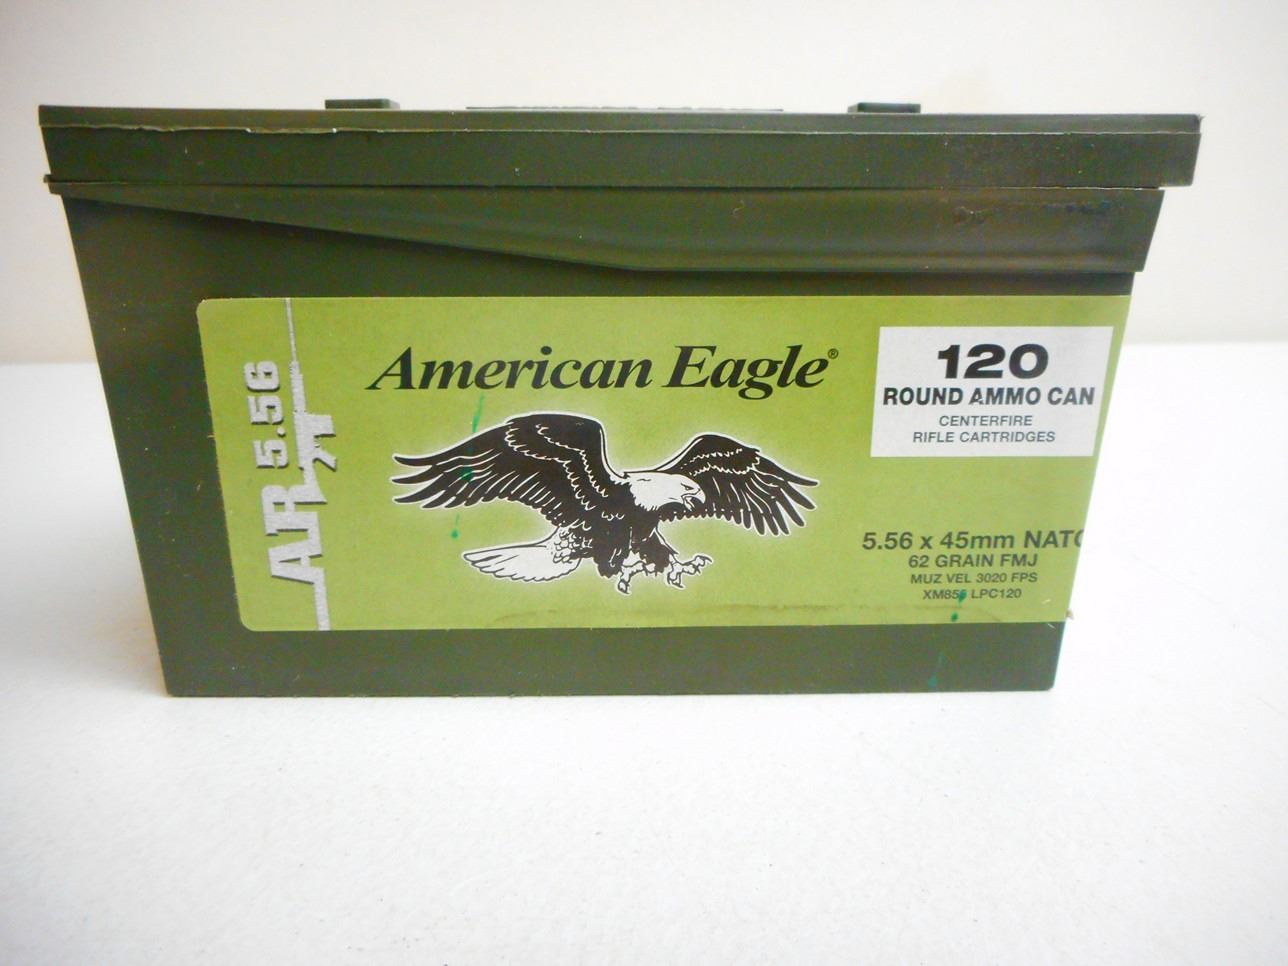 AR 5.56
American Eagle®
120
ROUND AMMO CAN
CENTERFIRE
RIFLE CARTRIDGES
5.56 x 45mm NATO
62 GRAIN FMJ
MUZ VEL 3020 FPS
XM855 LPC120